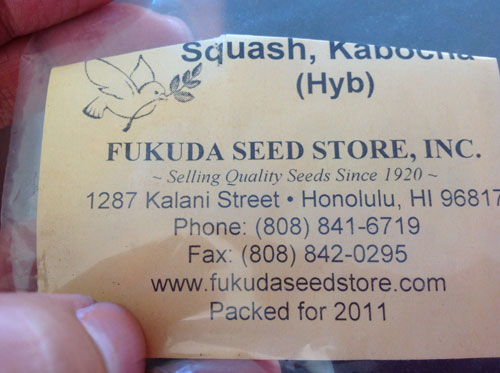 Squash, Kabocha
(Hyb)
FUKUDA SEED STORE, INC.
~ Selling Quality Seeds Since 1920 ~
1287 Kalani Street • Honolulu, HI 96817
Phone: (808) 841-6719
Fax: (808) 842-0295
www.fukudaseedstore.com
Packed for 2011